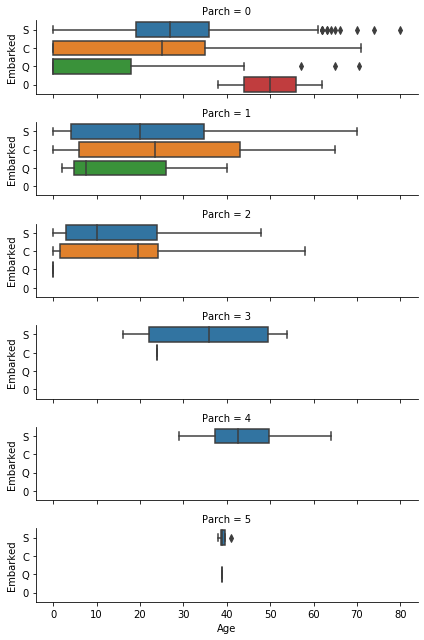 Parch = 0
Embarked
S
C
Q
0
Parch = 1
Embarked
S
C
Q
0
Parch = 2
Embarked
S
C
Q
0
Parch = 3
Embarked
S
C
Q
0
Parch = 4
Embarked
S
C
Q
0
Parch = 5
Embarked
S
C
Q
0
0 10 20 30 40 50 60 70 80
Age